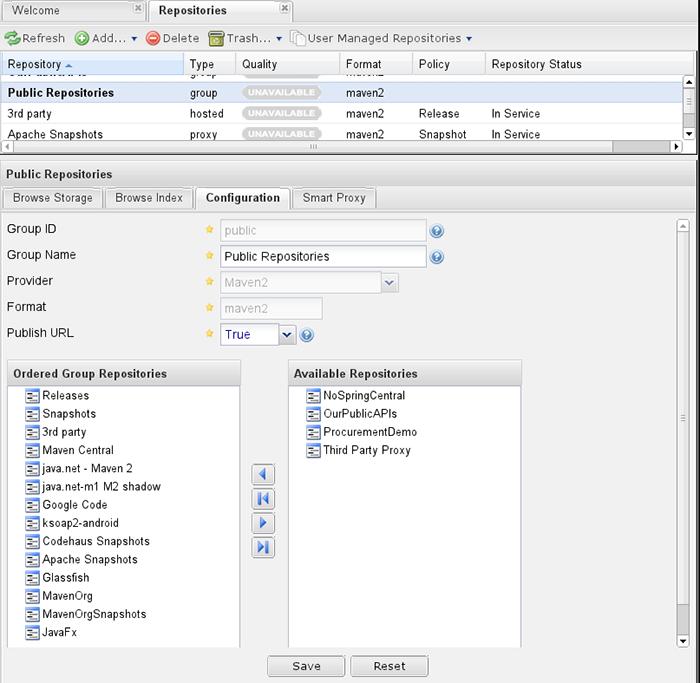 Welcome Repositories
Refresh Add... Delete Trash... User Managed Repositories
Repository Type Quality Format Policy Repository Status
Public Repositories group UNAVAILABLE maven2
3rd party hosted UNAVAILABLE maven2 Release In Service
Apache Snapshots proxy UNAVAILABLE maven2 Snapshot In Service
Public Repositories
Browse Storage Browse Index Configuration Smart Proxy
Group ID public
Group Name Public Repositories
Provider Maven2
Format maven2
Publish URL True
Ordered Group Repositories
Releases
Snapshots
3rd party
Maven Central
java.net - Maven 2
java.net-m1 M2 shadow
Google Code
ksoap2-android
Codehaus Snapshots
Apache Snapshots
Glassfish
MavenOrg
MavenOrgSnapshots
JavaFx
Available Repositories
NoSpringCentral
OurPublicAPIs
ProcurementDemo
Third Party Proxy
Save Reset